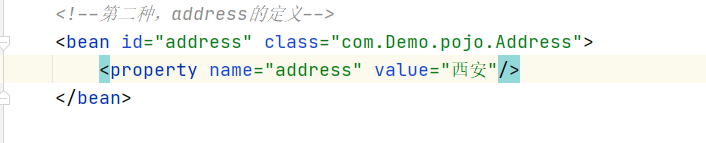 <!--第二种，address的定义-->
<bean id="address" class="com.Demo.pojo.Address">
<property name="address" value="西安"/>
</bean>